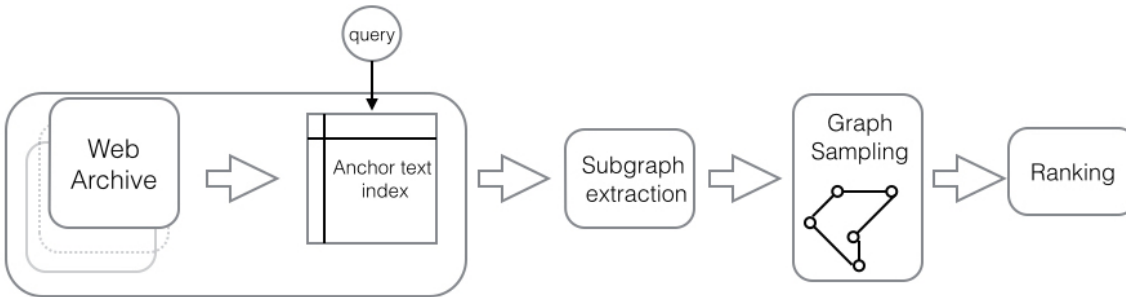 query
Web
Archive
Anchor text
index
Subgraph
extraction
Graph
Sampling
Ranking